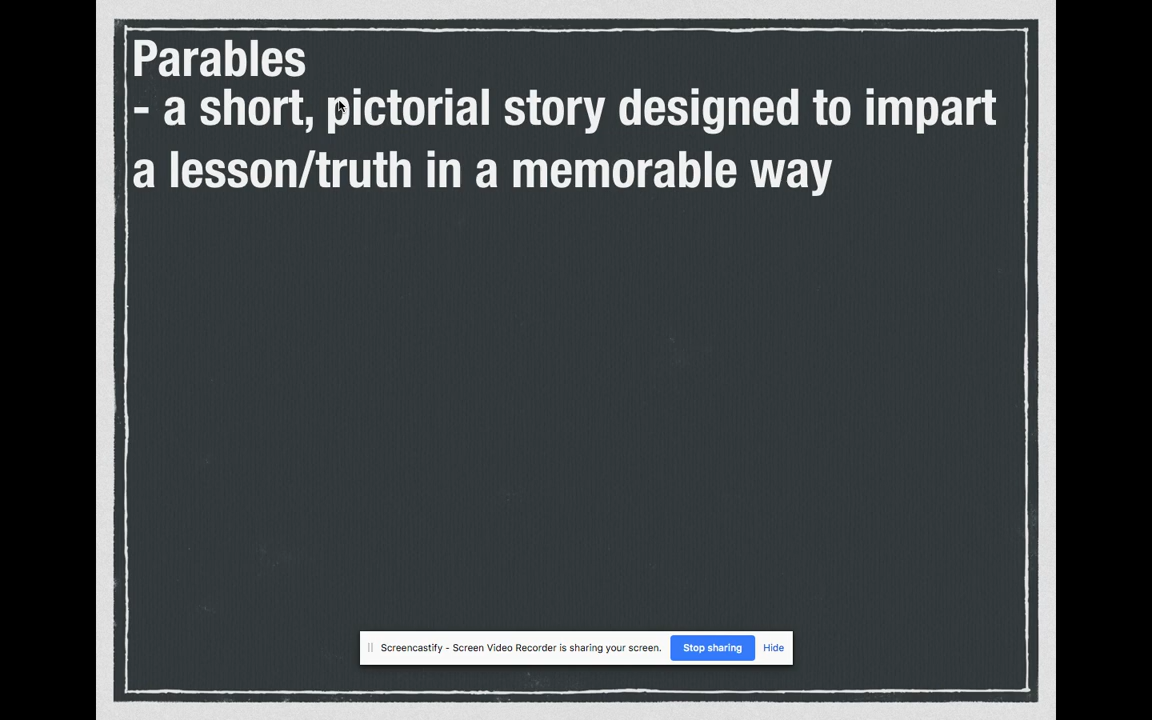 Parables
- a short, pictorial story designed to impart
a lesson/truth in a memorable way
Screencastify - Screen Video Recorder is sharing your screen. Stop sharing Hide